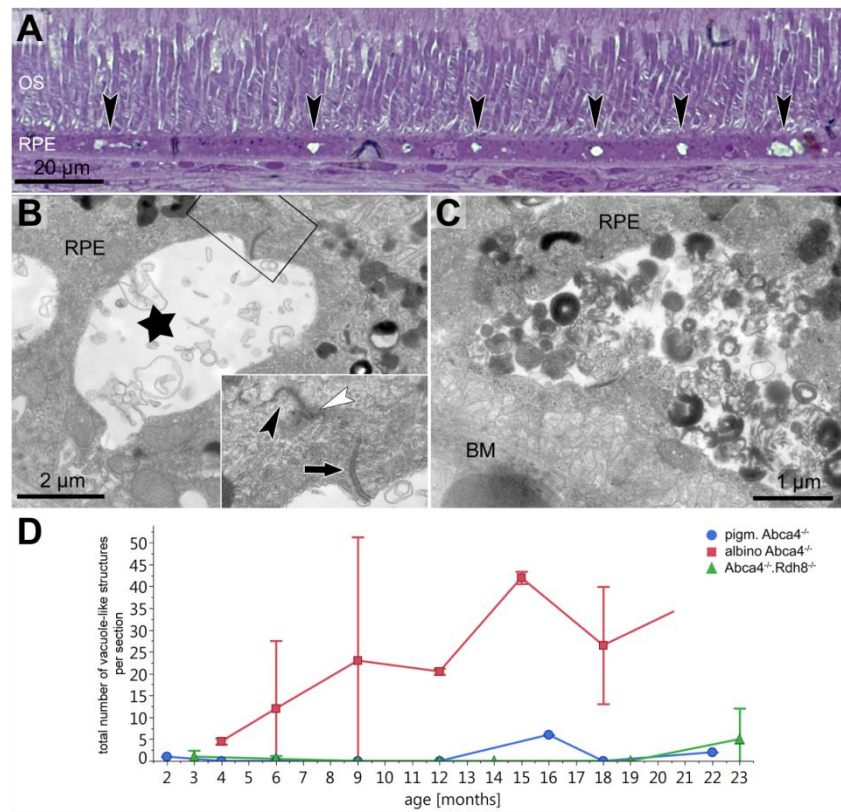 A
OS
RPE
20 µm
B
RPE
2 µm
C
RPE
BM
1 µm
D
total number of vacuole-like structures
per section
50
45
40
35
30
25
20
15
10
5
0
pigm. Abca4-/-
albino Abca4-/-
Abca4-/-.Rdh8-/-
2 3 4 5 6 7 8 9 10 11 12 13 14 15 16 17 18 19 20 21 22 23
age [months]